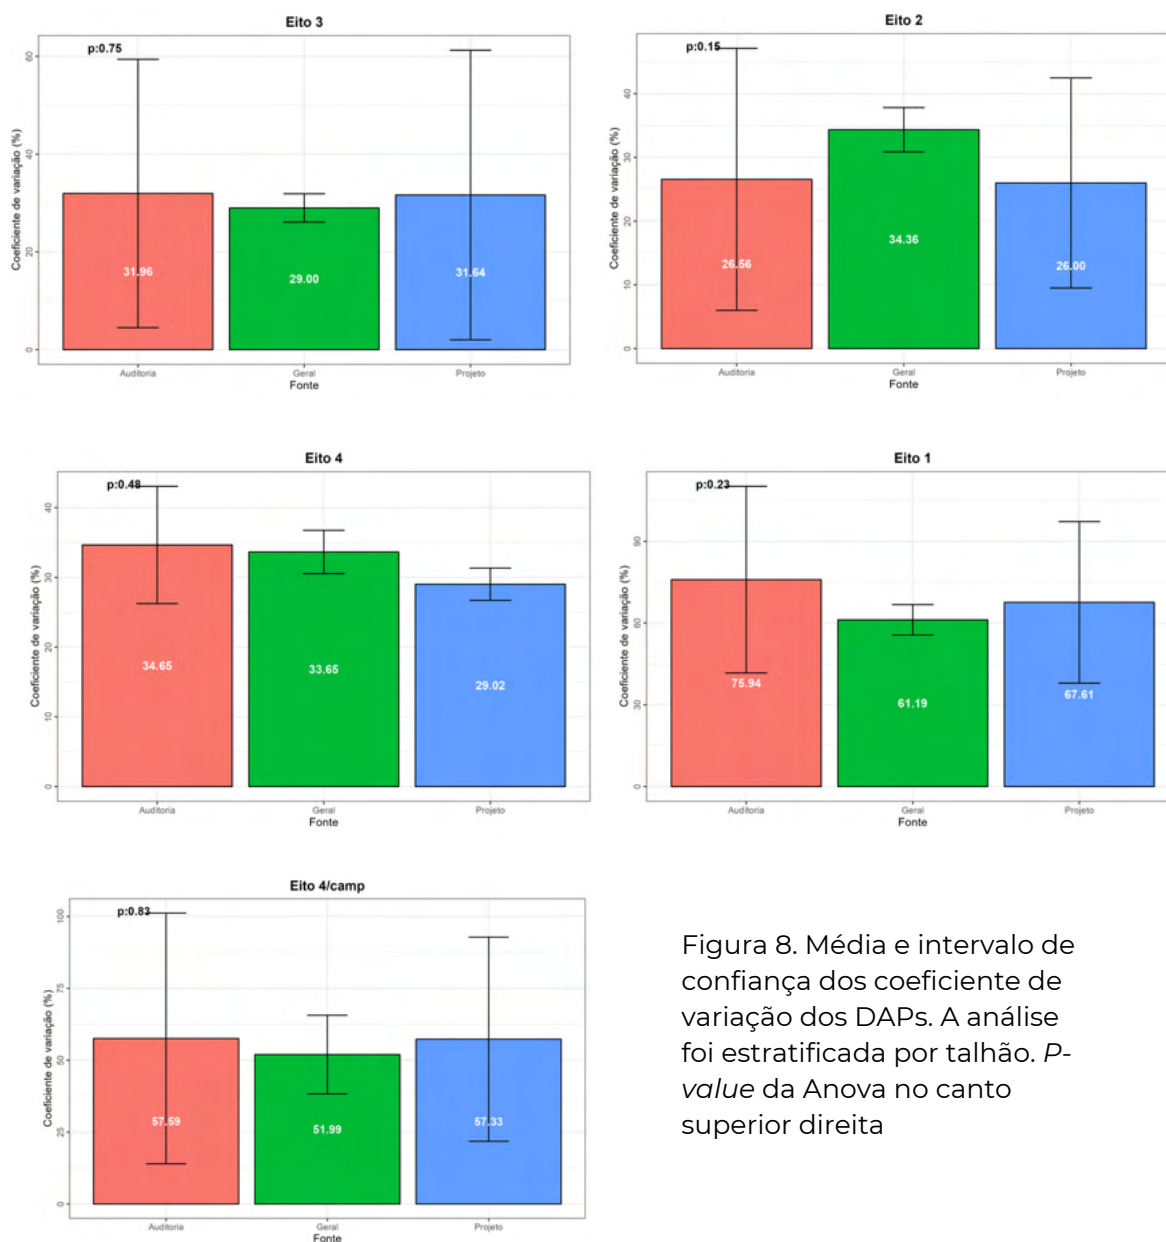 Eito 3
p:0.75
60
40
20
0
Coeficiente de variação (%)
31.96
29.00
31.64
Auditoria
Geral
Projeto
Fonte
Eito 2
p:0.15
40
30
20
10
0
Coeficiente de variação (%)
26.56
34.36
26.00
Auditoria
Geral
Projeto
Fonte
Eito 4
p:0.48
40
30
20
10
0
Coeficiente de variação (%)
34.65
33.65
29.02
Auditoria
Geral
Projeto
Fonte
Eito 1
p:0.23
90
60
30
0
Coeficiente de variação (%)
75.94
61.19
67.61
Auditoria
Geral
Projeto
Fonte
Eito 4/camp
p:0.83
100
75
50
25
0
Coeficiente de variação (%)
57.59
51.99
57.33
Auditoria
Geral
Projeto
Fonte
Figura 8. Média e intervalo de
confiança dos coeficiente de
variação dos DAPs. A análise
foi estratificada por talhão. P-
value da Anova no canto
superior direita